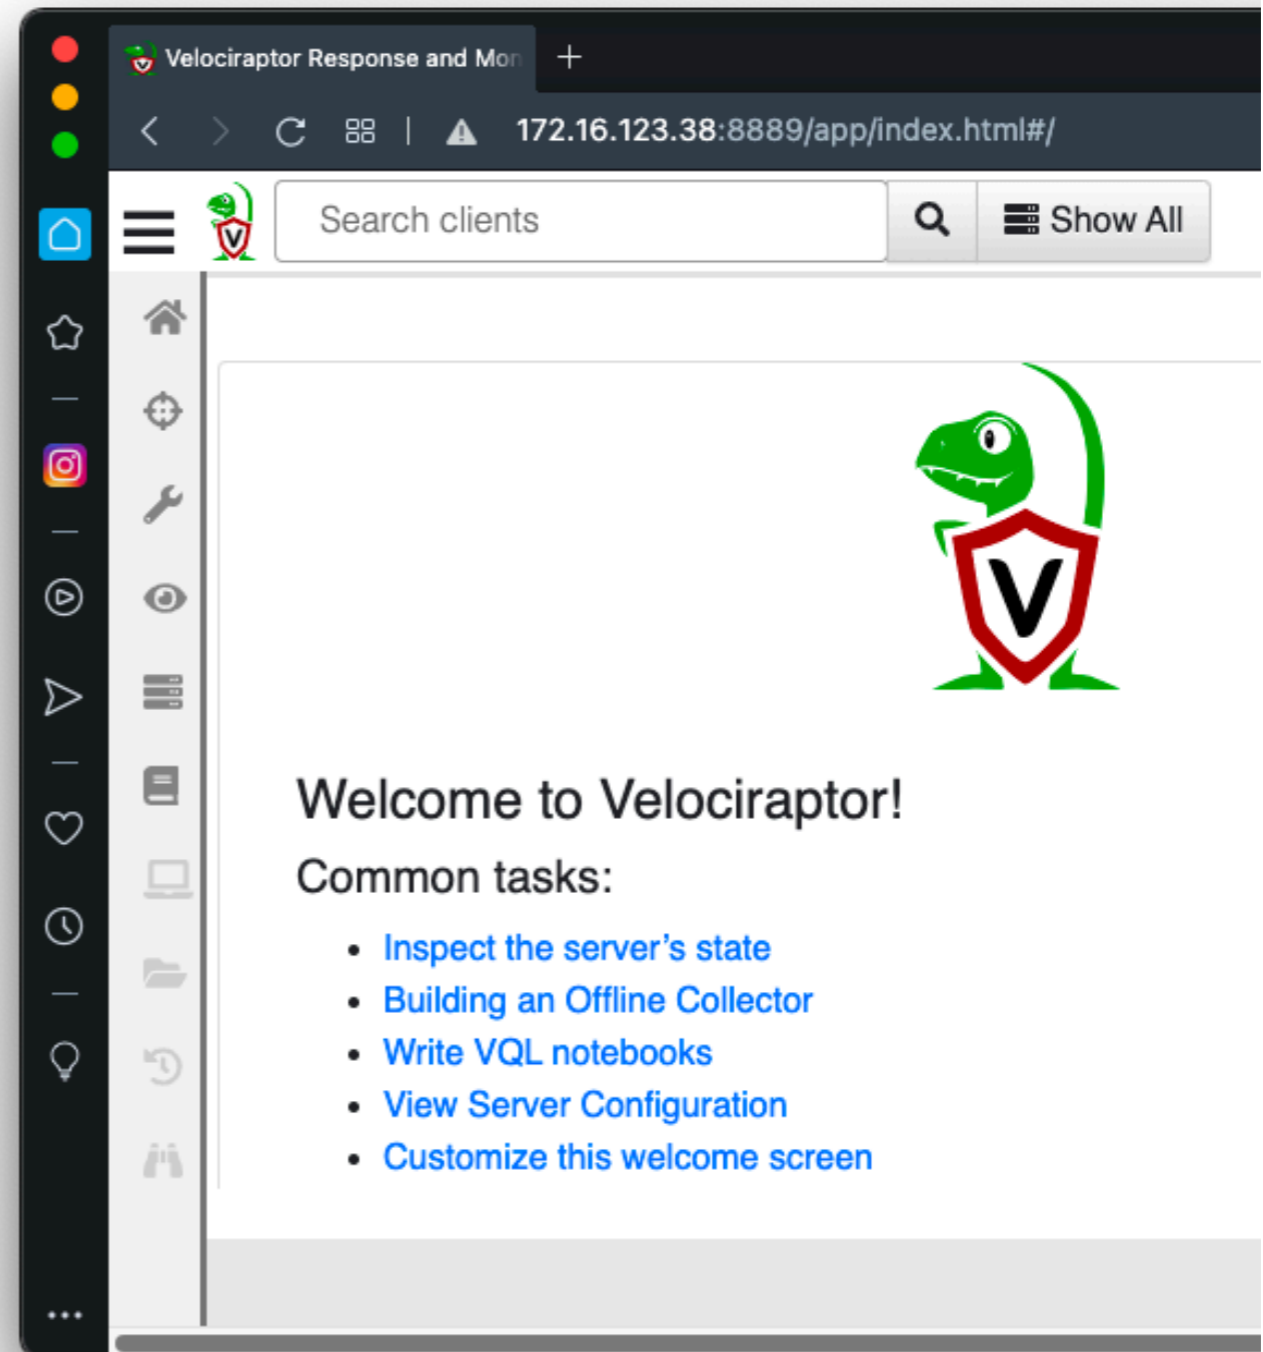 Velociraptor Response and Mon
172.16.123.38:8889/app/index.html#/
Search clients
Show All
V
V
Welcome to Velociraptor!
Common tasks:
Inspect the server’s state
Building an Offline Collector
Write VQL notebooks
View Server Configuration
Customize this welcome screen